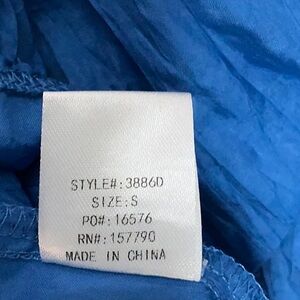 STYLE#:3886D
SIZE:S
PO#:16576
RN#:157790
MADE IN CHINA